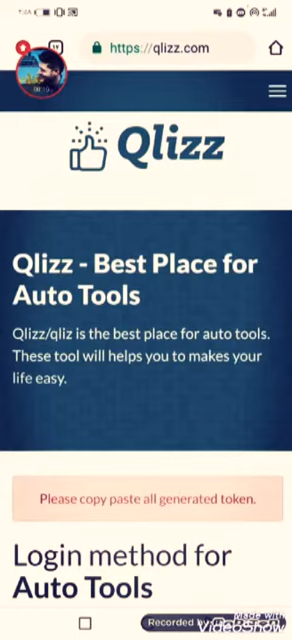 https://qlizz.com
Qlizz
Qlizz - Best Place for
Auto Tools
Qlizz/qliz is the best place for auto tools.
These tool will helps you to makes your
life easy.
Please copy paste all generated token.
Login method for
Auto Tools
Made with
Recorded by
VideoShow